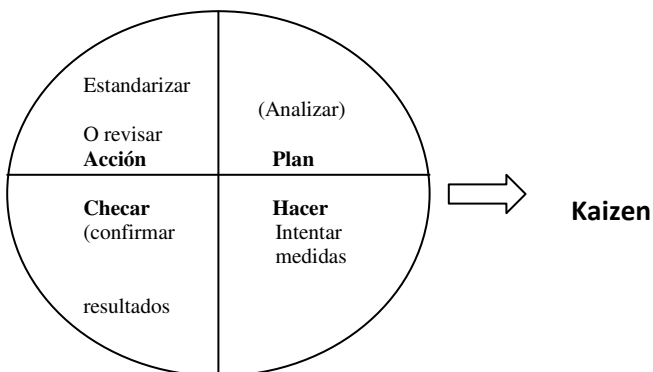 Estandarizar
O revisar
Acción
(Analizar)
Plan
Checar
(confirmar
resultados
Hacer
Intentar
medidas
Kaizen